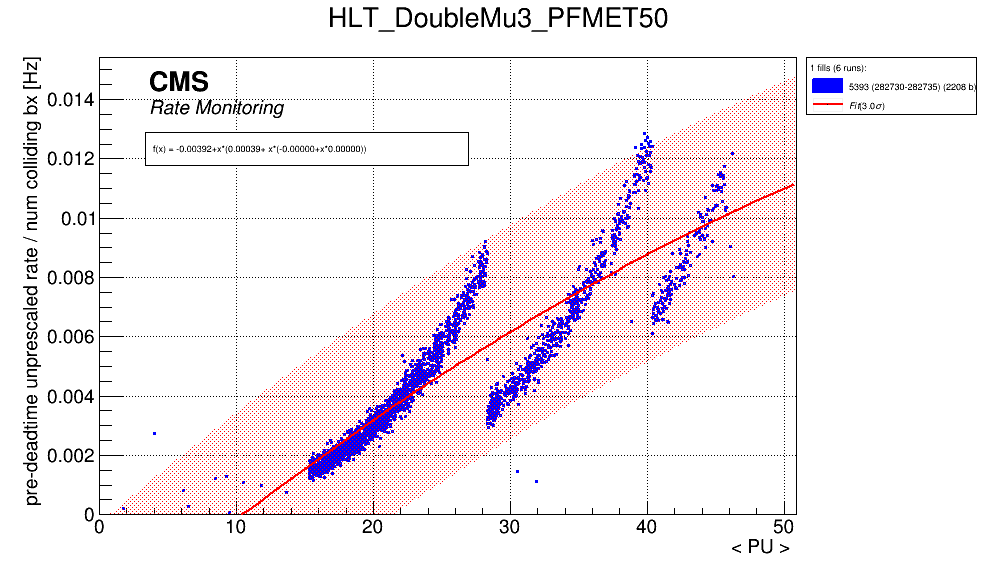 HLT_DoubleMu3_PFMET50
pre-deadtime unprescaled rate / num colliding bx [Hz]
CMS
Rate Monitoring
f(x) = -0.00392+x*(0.00039+ x*(-0.00000+x*0.00000))
1 fills (6 runs):
5393 (282730-282735) (2208 b)
Fit(3.0σ)
0.014
0.012
0.01
0.008
0.006
0.004
0.002
0
0 10 20 30 40 50
< PU >